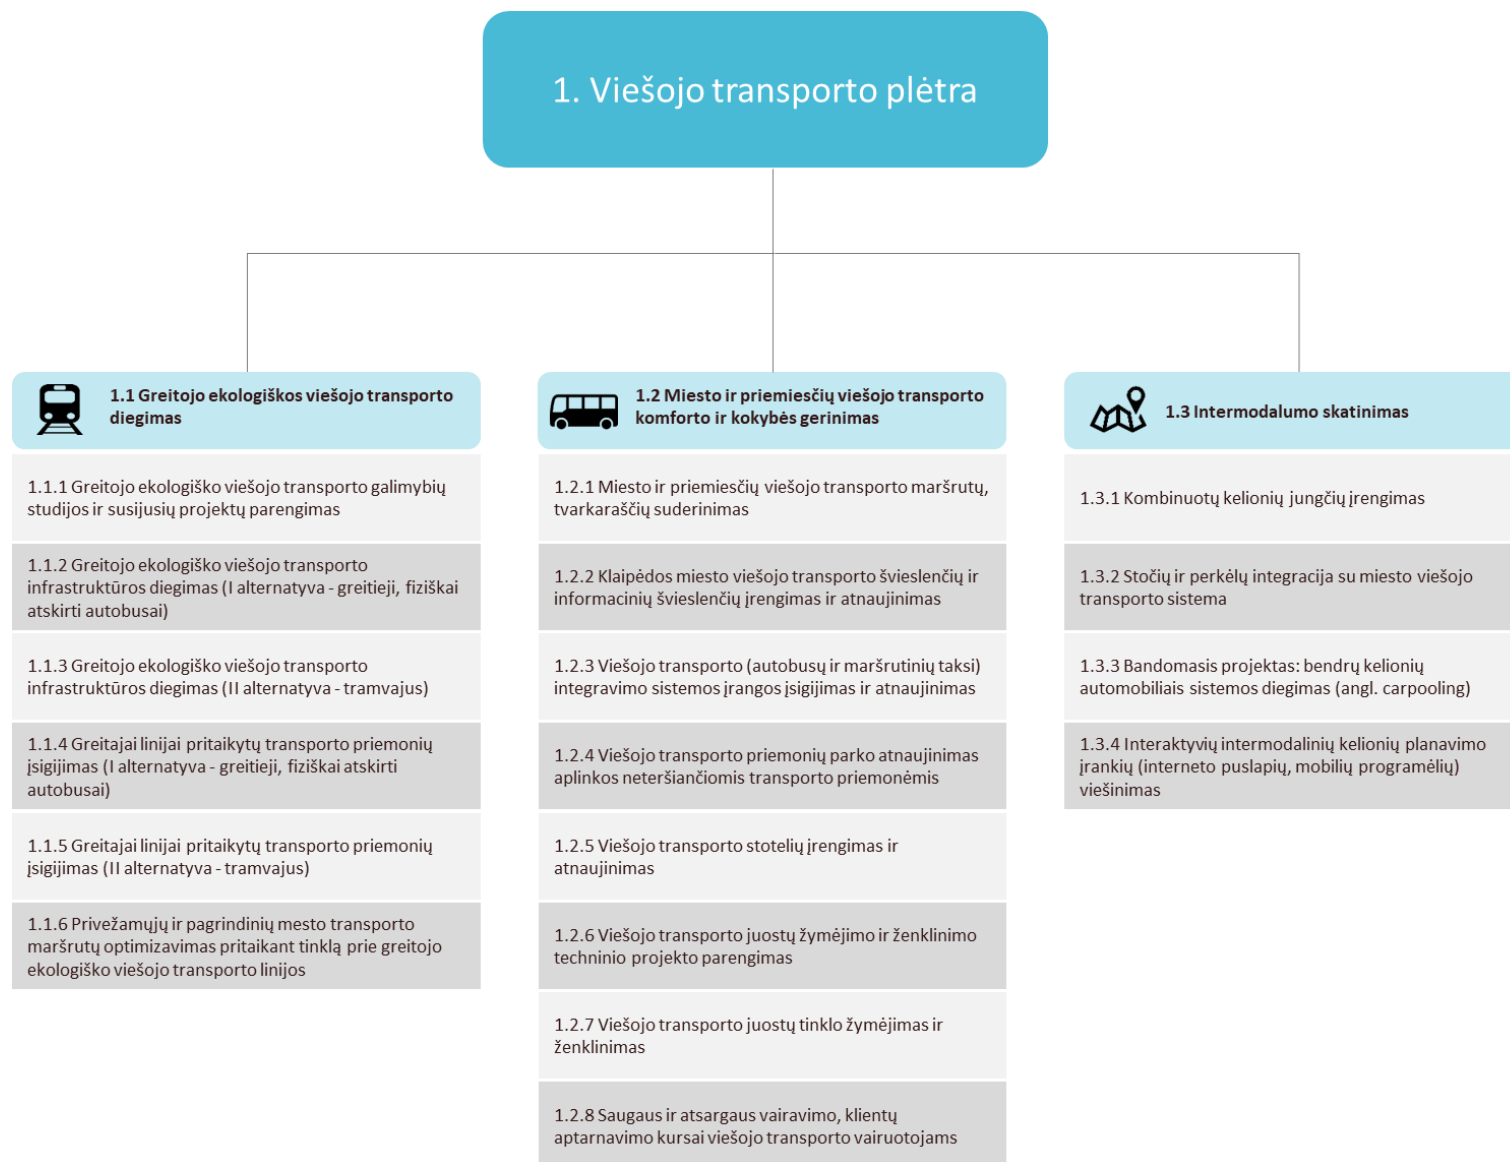 1. Viešojo transporto plėtra
1.1 Greitojo ekologiškos viešojo transporto
diegimas
1.1.1 Greitojo ekologiško viešojo transporto galimybių
studijos ir susijusių projektų parengimas
1.1.2 Greitojo ekologiško viešojo transporto
infrastruktūros diegimas (I alternatyva - greitieji, fiziškai
atskirti autobusai)
1.1.3 Greitojo ekologiško viešojo transporto
infrastruktūros diegimas (II alternatyva - tramvajus)
1.1.4 Greitajai linijai pritaikytų transporto priemonių
įsigijimas (I alternatyva - greitieji, fiziškai atskirti
autobusai)
1.1.5 Greitajai linijai pritaikytų transporto priemonių
įsigijimas (II alternatyva - tramvajus)
1.1.6 Privežamųjų ir pagrindinių mesto transporto
maršrutų optimizavimas pritaikant tinklą prie greitojo
ekologiško viešojo transporto linijos
1.2 Miesto ir priemiesčių viešojo transporto
komforto ir kokybės gerinimas
1.2.1 Miesto ir priemiesčių viešojo transporto maršrutų,
tvarkaraščių suderinimas
1.2.2 Klaipėdos miesto viešojo transporto švieslenčių ir
informacinių švieslenčių įrengimas ir atnaujinimas
1.2.3 Viešojo transporto (autobusų ir maršrutinių taksi)
integravimo sistemos įrangos įsigijimas ir atnaujinimas
1.2.4 Viešojo transporto priemonių parko atnaujinimas
aplinkos neteršiančiomis transporto priemonėmis
1.2.5 Viešojo transporto stotelių įrengimas ir
atnaujinimas
1.2.6 Viešojo transporto juostų žymėjimo ir ženklinimo
techninio projekto parengimas
1.2.7 Viešojo transporto juostų tinklo žymėjimas ir
ženklinimas
1.2.8 Saugaus ir atsargaus vairavimo, klientų
aptarnavimo kursai viešojo transporto vairuotojams
1.3 Intermodalumo skatinimas
1.3.1 Kombinuotų kelionių jungčių įrengimas
1.3.2 Stočių ir perkėlų integracija su miesto viešojo
transporto sistema
1.3.3 Bandomasis projektas: bendrų kelionių
automobiliais sistemos diegimas (angl. carpooling)
1.3.4 Interaktyvių intermodalinių kelionių planavimo
įrankių (interneto puslapių, mobilių programėlių)
viešinimas